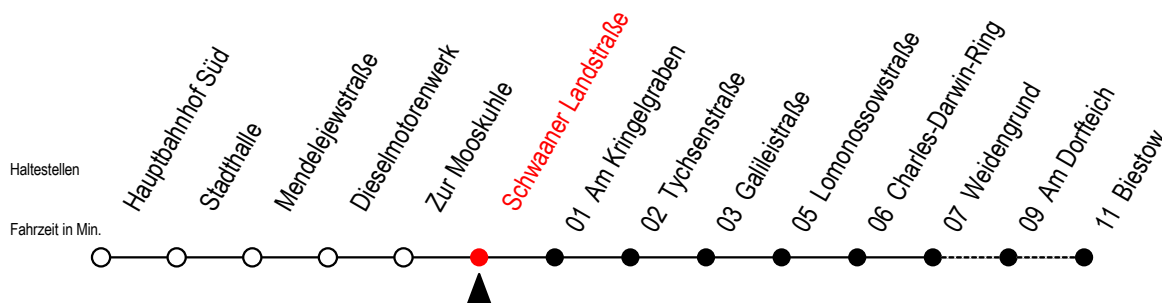 Haltestellen
Fahrzeit in Min.
Hauptbahnhof Süd
Stadthalle
Mendelejewstraße
Dieselmotorenwerk
Zur Mooskuhle
Schwaaner Landstraße
01 Am Kringelgraben
02 Tychsenstraße
03 Galileistraße
05 Lomonossowstraße
06 Charles-Darwin-Ring
07 Weidengrund
09 Am Dorfteich
11 Biestow